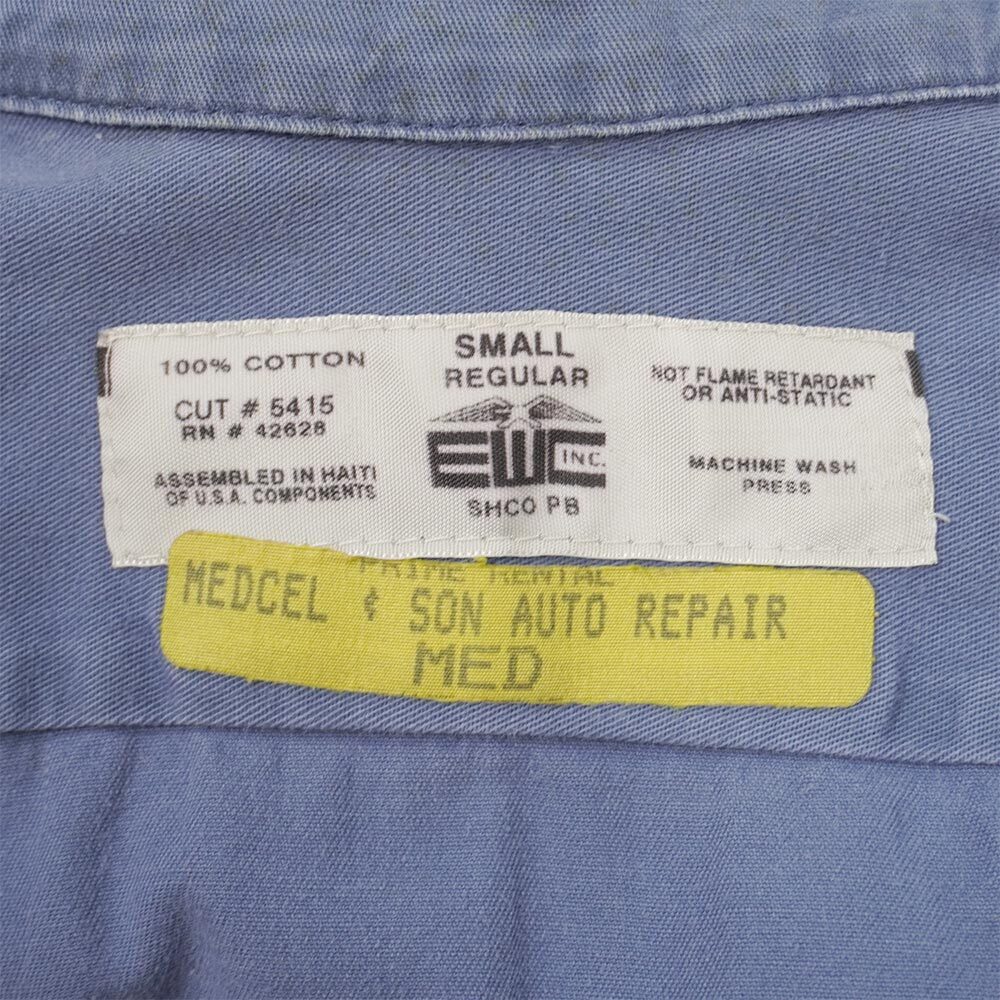 100% COTTON
CUT # 5415
RN # 42628
ASSEMBLED IN HAITI
OF U.S.A. COMPONENTS
SMALL
REGULAR
EWC INC.
SHCO PB
NOT FLAME RETARDANT
OR ANTI-STATIC
MACHINE WASH
PRESS
PRIME RENTAL
MEDCEL & SON AUTO REPAIR
MED